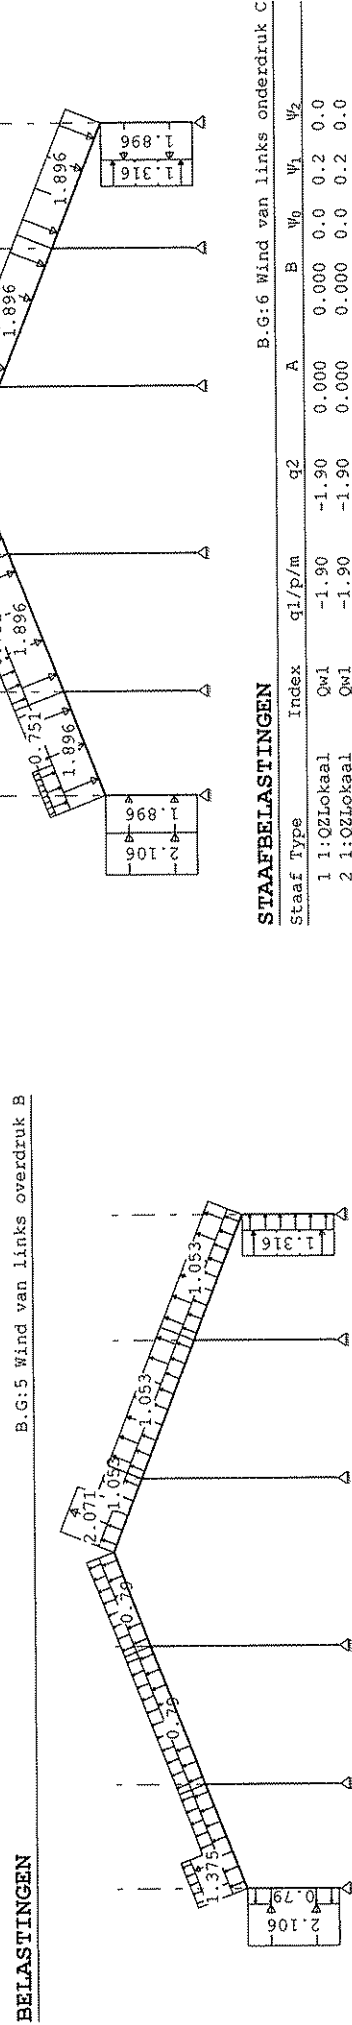 BELASTINGEN
B.G:5 Wind van links overdruk B
1.375
0.79
0.79
2.071
1.053
1.053
1.053
2.106
0.79
1.316
0.751
1.896
1.896
1.896
1.896
2.106
1.896
1.896
1.316
B.G:6 Wind van links onderdruk C
STAAFBELASTINGEN
Staaf Type Index q1/p/m q2 A B ψ0 ψ1 ψ2
1 1:QZLokaal Qw1 -1.90 -1.90 0.000 0.000 0.0 0.2 0.0
2 1:QZLokaal Qw1 -1.90 -1.90 0.000 0.000 0.0 0.2 0.0